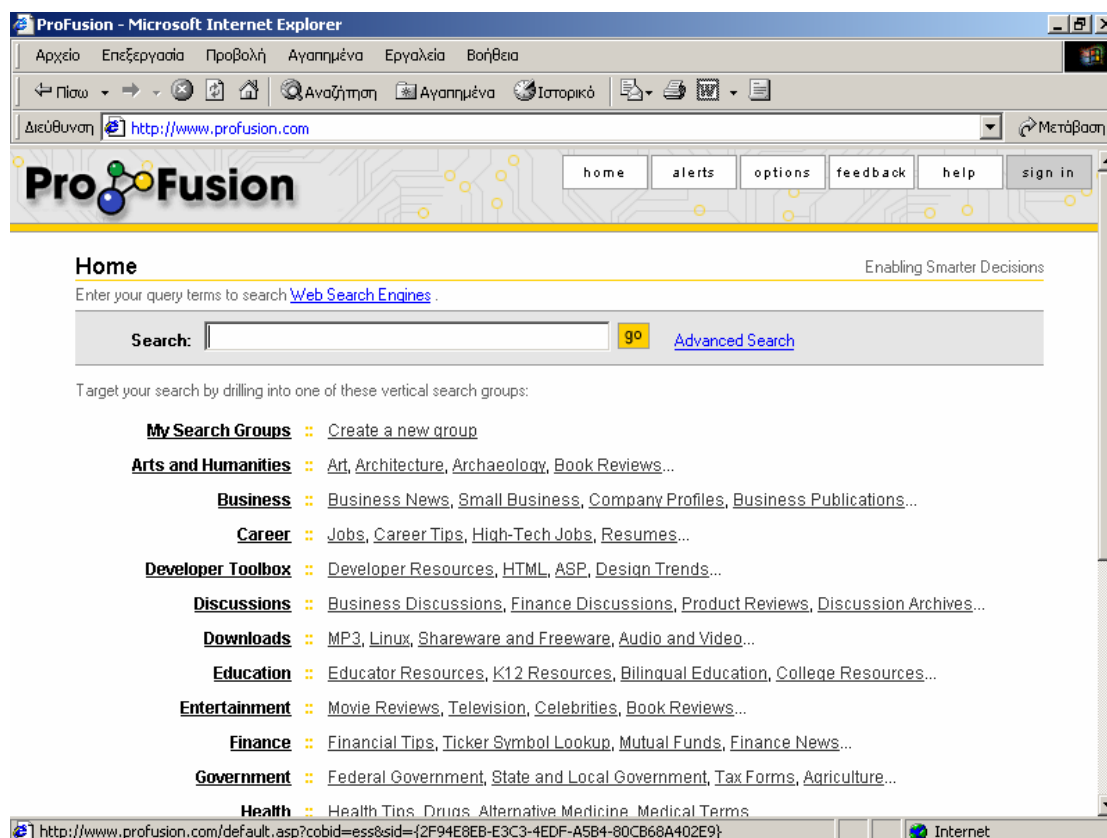 ProFusion - Microsoft Internet Explorer
Αρχείο Επεξεργασία Προβολή Αγαπημένα Εργαλεία Βοήθεια
Πίσω Αναζήτηση Αγαπημένα Ιστορικό
Διεύθυνση http://www.profusion.com Μετάβαση
ProFusion home alerts options feedback help sign in
Home Enabling Smarter Decisions
Enter your query terms to search Web Search Engines .
Search: go Advanced Search
Target your search by drilling into one of these vertical search groups:
My Search Groups :: Create a new group
Arts and Humanities :: Art, Architecture, Archaeology, Book Reviews...
Business :: Business News, Small Business, Company Profiles, Business Publications...
Career :: Jobs, Career Tips, High-Tech Jobs, Resumes...
Developer Toolbox :: Developer Resources, HTML, ASP, Design Trends...
Discussions :: Business Discussions, Finance Discussions, Product Reviews, Discussion Archives...
Downloads :: MP3, Linux, Shareware and Freeware, Audio and Video...
Education :: Educator Resources, K12 Resources, Bilingual Education, College Resources...
Entertainment :: Movie Reviews, Television, Celebrities, Book Reviews...
Finance :: Financial Tips, Ticker Symbol Lookup, Mutual Funds, Finance News...
Government :: Federal Government, State and Local Government, Tax Forms, Agriculture...
Health :: Health Tips, Drugs, Alternative Medicine, Medical Terms
http://www.profusion.com/default.asp?cobid=ess&sid={2F94E8EB-E3C3-4EDF-A5B4-80CB68A402E9} Internet